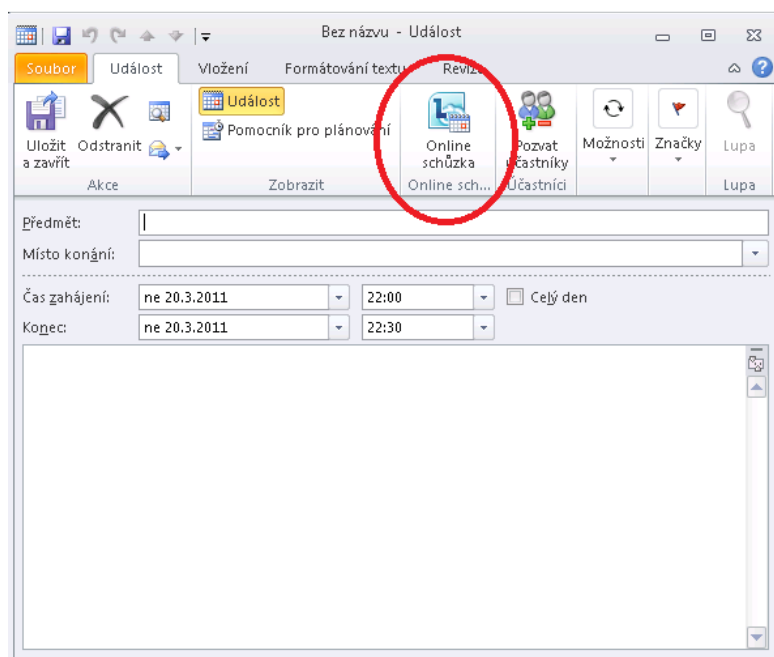 Bez názvu - Událost
Soubor Událost Vložení Formátování textu Revize
Uložit a zavřít
Odstranit
Akce
Událost
Pomocník pro plánování
Zobrazit
Online schůzka
Online sch...
Pozvat účastníky
Účastníci
Možnosti
Značky
Lupa
Lupa
Předmět:
Místo konání:
Čas zahájení: ne 20.3.2011 22:00 Celý den
Konec: ne 20.3.2011 22:30